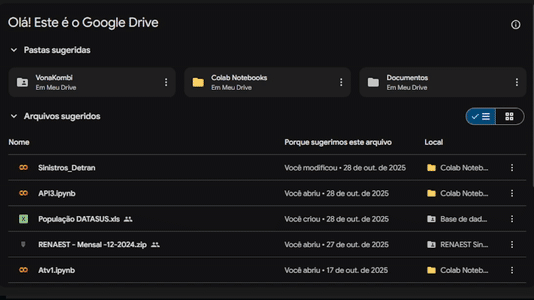 Olá! Este é o Google Drive
Pastas sugeridas
VonaKombi
Em Meu Drive
Colab Notebooks
Em Meu Drive
Documentos
Em Meu Drive
Arquivos sugeridos
Nome Porque sugerimos este arquivo Local
Sinistros_Detran Você modificou • 28 de out. de 2025 Colab Noteb...
API3.ipynb Você abriu • 28 de out. de 2025 Colab Noteb...
População DATASUS.xls Você criou • 28 de out. de 2025 Base de dad...
RENAEST - Mensal -12-2024.zip Você abriu • 27 de out. de 2025 RENAEST Sin...
Atv1.ipynb Você abriu • 17 de out. de 2025 Colab Noteb...